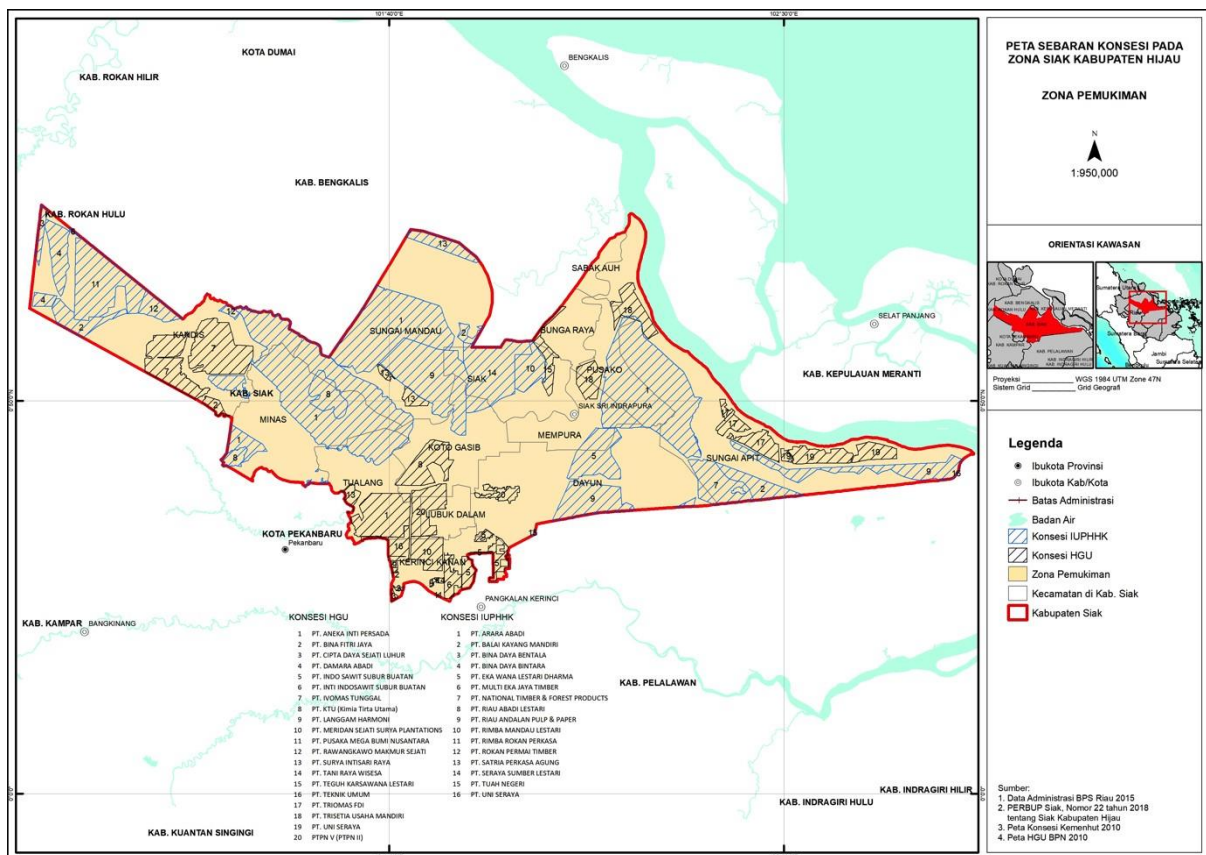 101°40'0"E
102°30'0"E
KOTA DUMAI
BENGKALIS
KAB. ROKAN HILIR
KAB. BENGKALIS
KAB. ROKAN HULU
SABAK AUH
BUNGA RAYA
SUNGAI MANDAU
KANDIS
SIAK
PUSAKO
SELAT PANJANG
KAB. KEPULAUAN MERANTI
KAB. SIAK
MINAS
SIAK SRI INDRAPURA
MEMPURA
KOTO GASIB
SUNGAI APIT
TUALANG
DAYUN
LUBUK DALAM
KOTA PEKANBARU
Pekanbaru
KERINCI KANAN
PANGKALAN KERINCI
KAB. KAMPAR
BANGKINANG
KAB. PELALAWAN
KAB. INDRAGIRI HILIR
KAB. INDRAGIRI HULU
KAB. KUANTAN SINGINGI
KONSESI HGU
1 PT. ANEKA INTI PERSADA
2 PT. BINA FITRI JAYA
3 PT. CIPTA DAYA SEJATI LUHUR
4 PT. DAMARA ABADI
5 PT. INDO SAWIT SUBUR BUATAN
6 PT. INTI INDOSAWIT SUBUR BUATAN
7 PT. IVOMAS TUNGGAL
8 PT. KTU (Kimia Tirta Utama)
9 PT. LANGGAM HARMONI
10 PT. MERIDAN SEJATI SURYA PLANTATIONS
11 PT. PUSAKA MEGA BUMI NUSANTARA
12 PT. RAWANGKAWO MAKMUR SEJATI
13 PT. SURYA INTISARI RAYA
14 PT. TANI RAYA WISESA
15 PT. TEGUH KARSAWANA LESTARI
16 PT. TEKNIK UMUM
17 PT. TRIOMAS FDI
18 PT. TRISETIA USAHA MANDIRI
19 PT. UNI SERAYA
20 PTPN V (PTPN II)
KONSESI IUPHHK
1 PT. ARARA ABADI
2 PT. BALAI KAYANG MANDIRI
3 PT. BINA DAYA BENTALA
4 PT. BINA DAYA BINTARA
5 PT. EKA WANA LESTARI DHARMA
6 PT. MULTI EKA JAYA TIMBER
7 PT. NATIONAL TIMBER & FOREST PRODUCTS
8 PT. RIAU ABADI LESTARI
9 PT. RIAU ANDALAN PULP & PAPER
10 PT. RIMBA MANDAU LESTARI
11 PT. RIMBA ROKAN PERKASA
12 PT. ROKAN PERMAI TIMBER
13 PT. SATRIA PERKASA AGUNG
14 PT. SERAYA SUMBER LESTARI
15 PT. TUAH NEGERI
16 PT. UNI SERAYA
PETA SEBARAN KONSESI PADA
ZONA SIAK KABUPATEN HIJAU
ZONA PEMUKIMAN
N
1:950,000
ORIENTASI KAWASAN
Proyeksi __________ WGS 1984 UTM Zone 47N
Sistem Grid __________ Grid Geografi
Legenda
Ibukota Provinsi
Ibukota Kab/Kota
Batas Administrasi
Badan Air
Konsesi IUPHHK
Konsesi HGU
Zona Pemukiman
Kecamatan di Kab. Siak
Kabupaten Siak
Sumber:
1. Data Administrasi BPS Riau 2015
2. PERBUP Siak, Nomor 22 tahun 2018
tentang Siak Kabupaten Hijau
3. Peta Konsesi Kemenhut 2010
4. Peta HGU BPN 2010